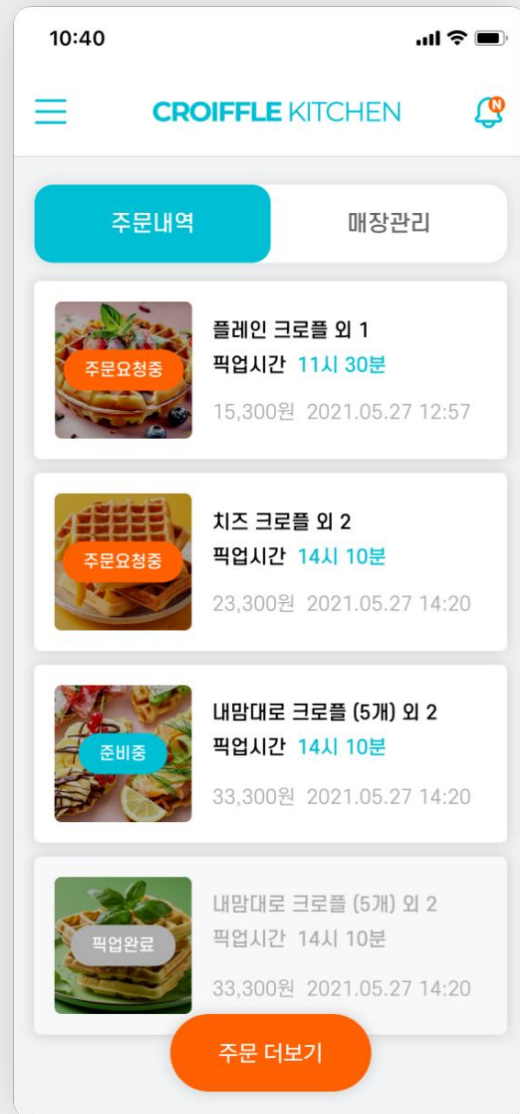 10:40
CROIFFLE KITCHEN
N
주문내역
매장관리
주문요청중
플레인 크로플 외 1
픽업시간 11시 30분
15,300원 2021.05.27 12:57
주문요청중
치즈 크로플 외 2
픽업시간 14시 10분
23,300원 2021.05.27 14:20
준비중
내맘대로 크로플 (5개) 외 2
픽업시간 14시 10분
33,300원 2021.05.27 14:20
픽업완료
내맘대로 크로플 (5개) 외 2
픽업시간 14시 10분
33,300원 2021.05.27 14:20
주문 더보기